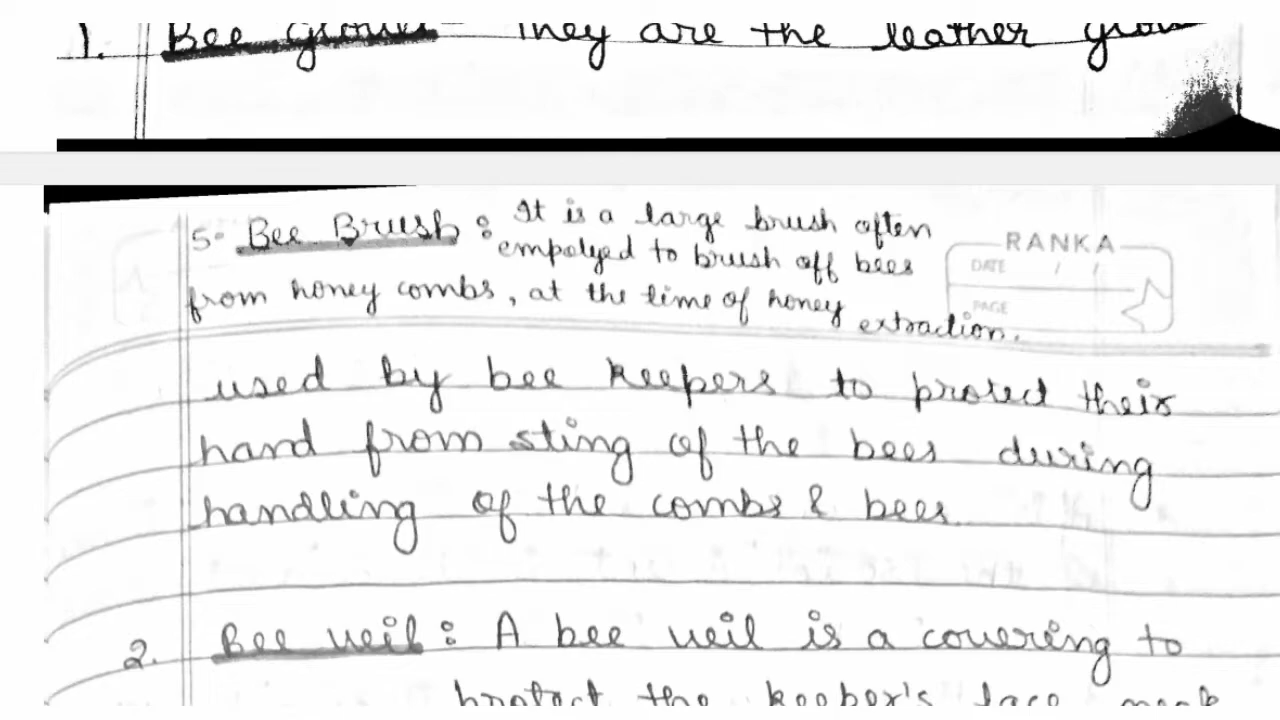 1. Bee gloves - They are the leather glov
5- Bee Brush : It is a large brush often
empolyed to brush off bees
from honey combs, at the time of honey
extraction.
RANKA
DATE / /
PAGE
used by bee keepers to protect their
hand from sting of the bees during
handling of the combs & bees
2. Bee veil : A bee veil is a covering to
protect the keeper's face neck